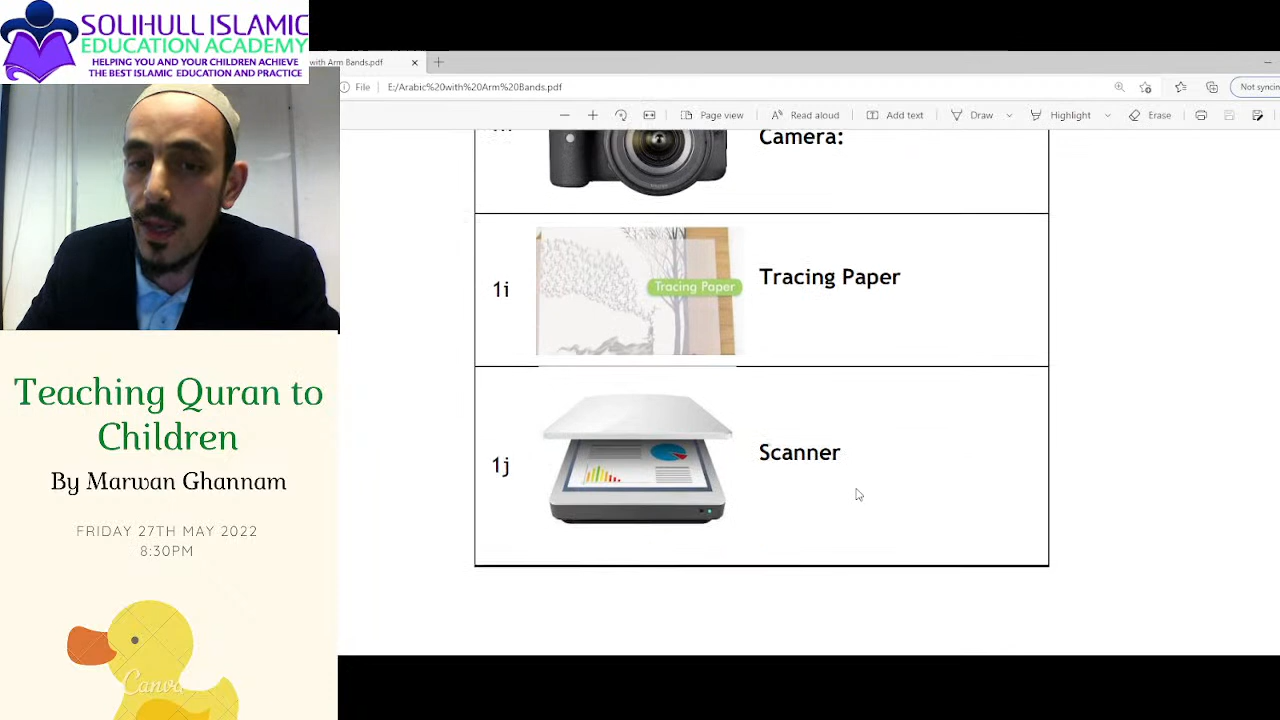 SOLIHULL ISLAMIC
EDUCATION ACADEMY
HELPING YOU AND YOUR CHILDREN ACHIEVE
THE BEST ISLAMIC EDUCATION AND PRACTICE
with Arm Bands.pdf
File
E:/Arabic%20with%20Arm%20Bands.pdf
Not syncin
Page view
Read aloud
Add text
Draw
Highlight
Erase
Camera:
1i
Tracing Paper
Tracing Paper
1j
Scanner
Teaching Quran to
Children
By Marwan Ghannam
FRIDAY 27TH MAY 2022
8:30PM
Canva